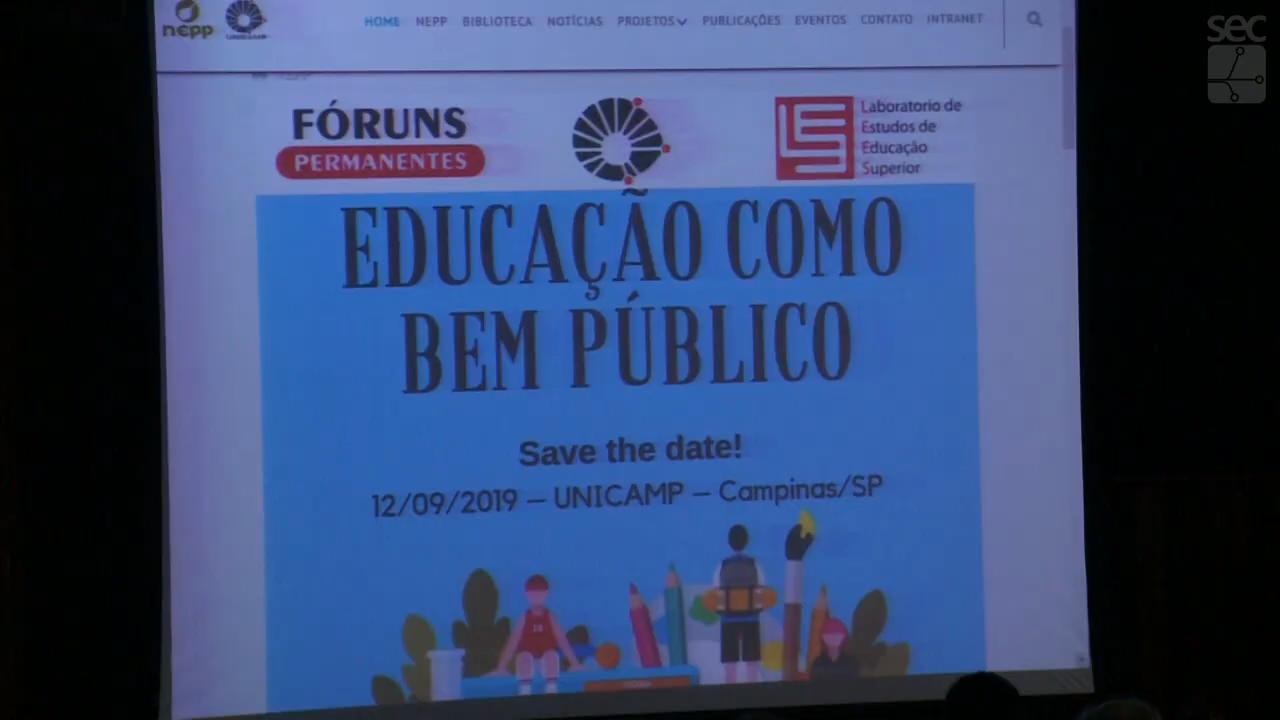 nepp
HOME NEPP BIBLIOTECA NOTÍCIAS PROJETOS PUBLICAÇÕES EVENTOS CONTATO INTRANET
sec
FÓRUNS
PERMANENTES
Laboratorio de
Estudos de
Educação
Superior
EDUCAÇÃO COMO
BEM PÚBLICO
Save the date!
12/09/2019 – UNICAMP – Campinas/SP